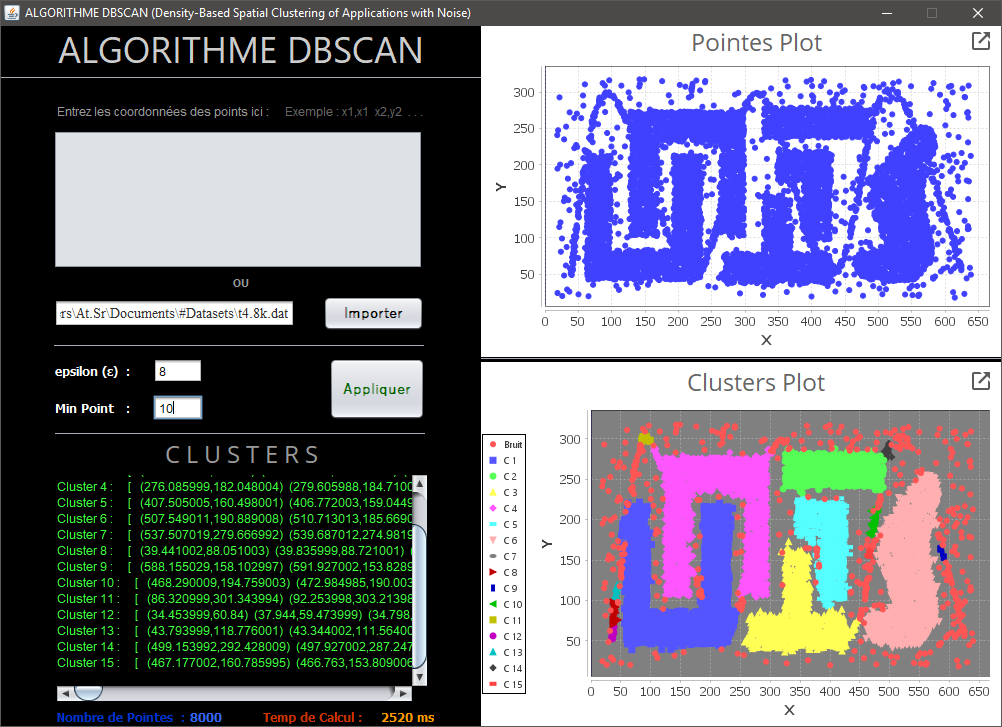 ALGORITHME DBSCAN (Density-Based Spatial Clustering of Applications with Noise)
ALGORITHME DBSCAN
Entrez les coordonnées des points ici : Exemple : x1,x1 x2,y2 . . .
OU
rs\At.Sr\Documents\#Datasets\t4.8k.dat
Importer
epsilon (ε) : 8
Min Point : 10
Appliquer
CLUSTERS
Cluster 4 : [ (276.085999,182.048004) (279.605988,184.7100
Cluster 5 : [ (407.505005,160.498001) (406.772003,159.0449
Cluster 6 : [ (507.549011,190.889008) (510.713013,185.6690
Cluster 7 : [ (537.507019,279.666992) (539.687012,274.9819
Cluster 8 : [ (39.441002,88.051003) (39.835999,88.721001) (
Cluster 9 : [ (588.155029,158.102997) (591.927002,153.8289
Cluster 10 : [ (468.290009,194.759003) (472.984985,190.003
Cluster 11 : [ (86.320999,301.343994) (92.253998,303.21398
Cluster 12 : [ (34.453999,60.84) (37.944,59.473999) (34.798,
Cluster 13 : [ (43.793999,118.776001) (43.344002,111.56400
Cluster 14 : [ (499.153992,292.428009) (497.927002,287.247
Cluster 15 : [ (467.177002,160.785995) (466.763,153.809006
Nombre de Pointes : 8000 Temp de Calcul : 2520 ms
Pointes Plot
300
250
200
150
100
50
Y
0 50 100 150 200 250 300 350 400 450 500 550 600 650
X
Clusters Plot
Bruit
C 1
C 2
C 3
C 4
C 5
C 6
C 7
C 8
C 9
C 10
C 11
C 12
C 13
C 14
C 15
300
250
200
150
100
50
Y
0 50 100 150 200 250 300 350 400 450 500 550 600 650
X